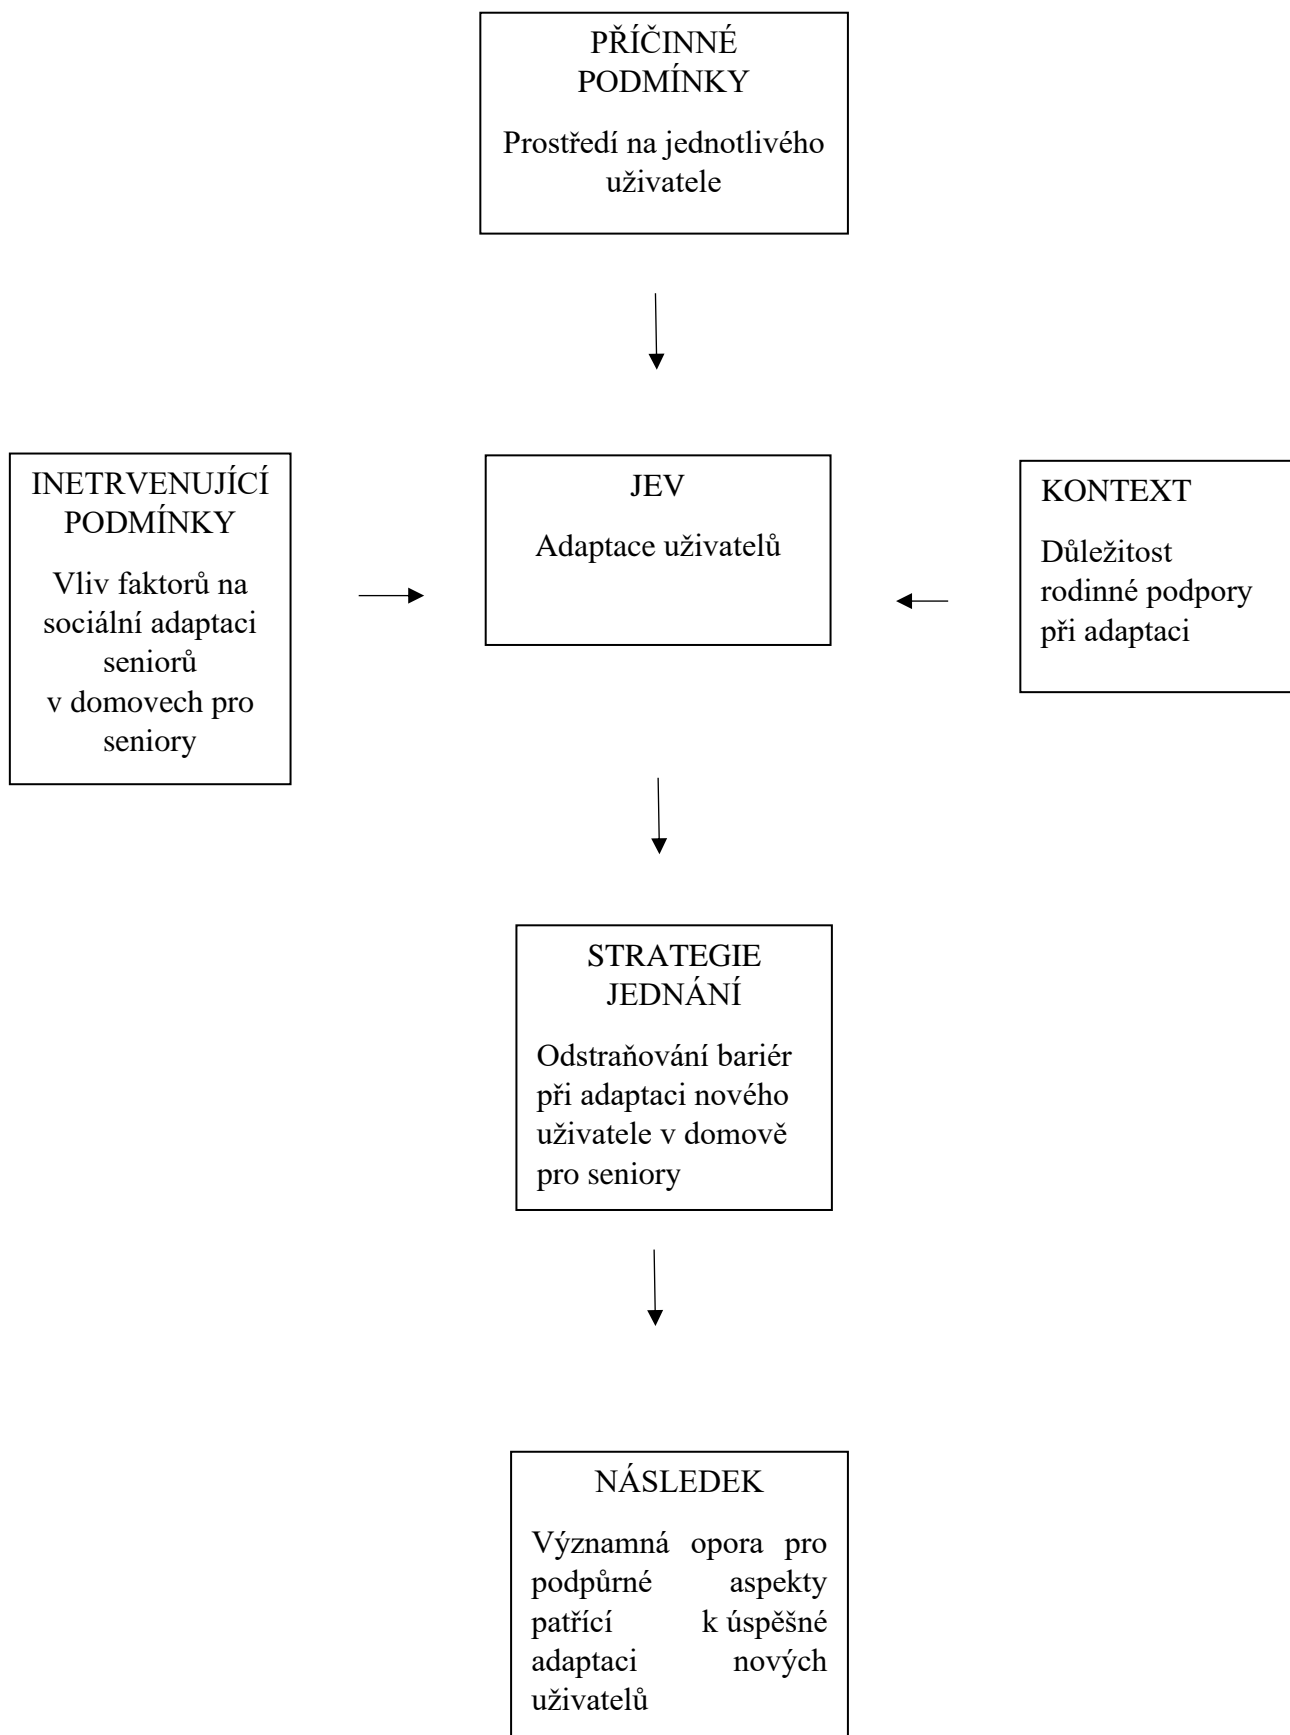 PŘÍČINNÉ
PODMÍNKY
Prostředí na jednotlivého
uživatele
INETRVENUJÍCÍ
PODMÍNKY
Vliv faktorů na
sociální adaptaci
seniorů
v domovech pro
seniory
JEV
Adaptace uživatelů
KONTEXT
Důležitost
rodinné podpory
při adaptaci
STRATEGIE
JEDNÁNÍ
Odstraňování bariér
při adaptaci nového
uživatele v domově
pro seniory
NÁSLEDEK
Významná opora pro
podpůrné aspekty
patřící k úspěšné
adaptaci nových
uživatelů